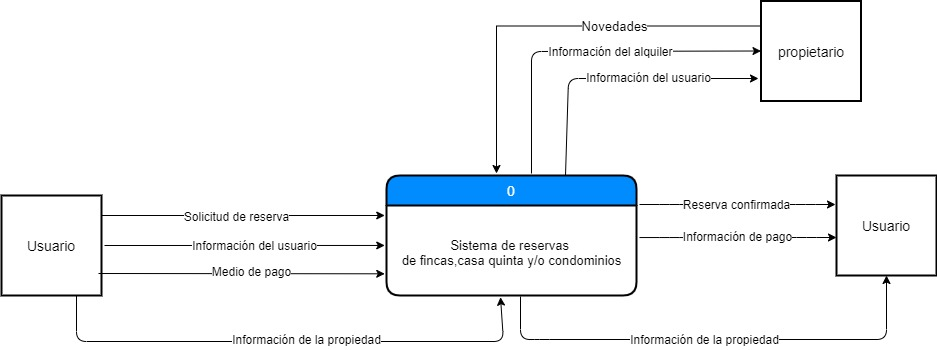 Novedades
Información del alquiler
propietario
Información del usuario
0
Solicitud de reserva
Reserva confirmada
Usuario
Información del usuario
Sistema de reservas
de fincas,casa quinta y/o condominios
Información de pago
Usuario
Medio de pago
Información de la propiedad
Información de la propiedad